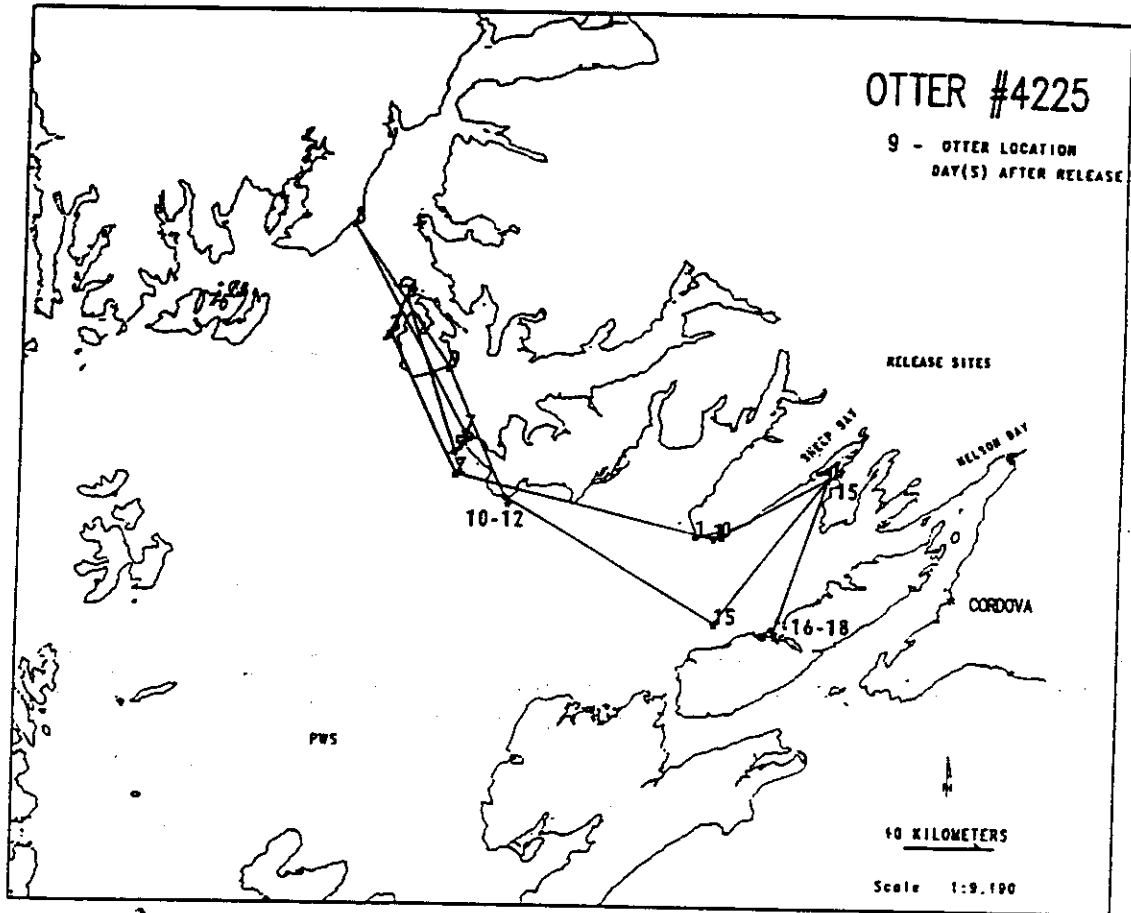 OTTER #4225
9 - OTTER LOCATION
DAY(S) AFTER RELEASE
RELEASE SITES
SHEEP BAY
NELSON BAY
15
10-12
15
16-18
CORDOVA
PWS
N
10 KILOMETERS
Scale 1:9,190